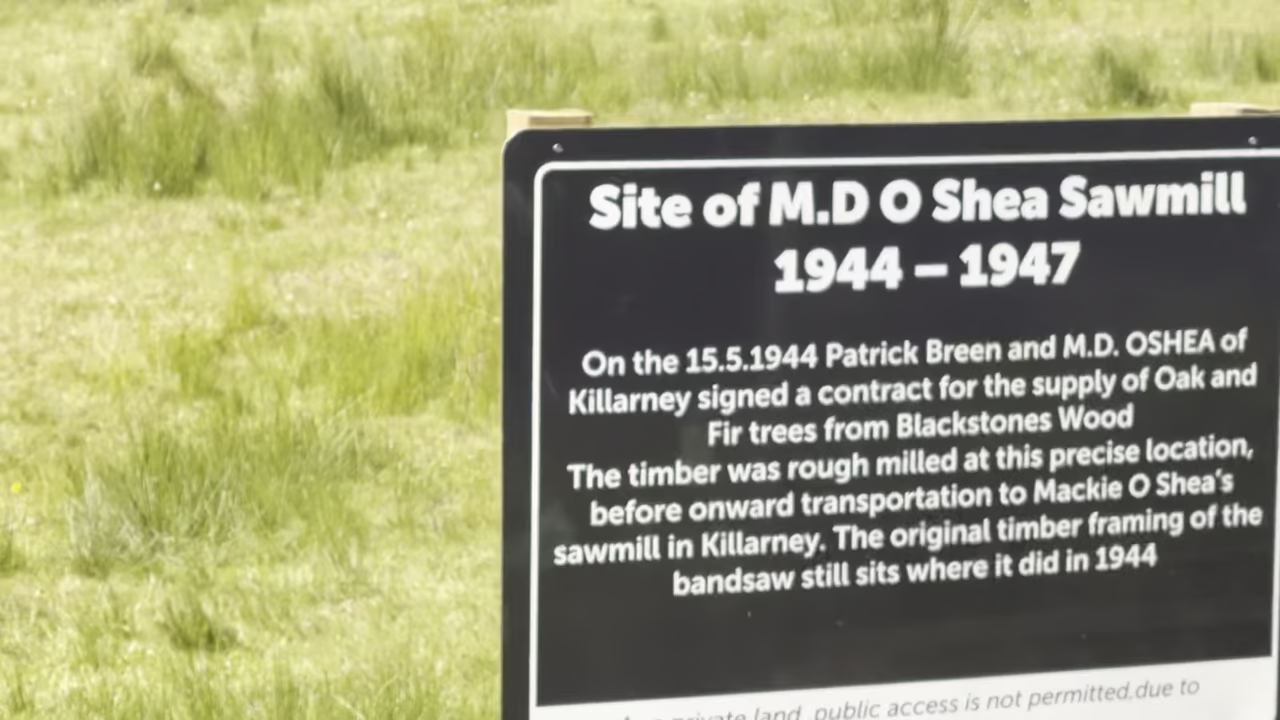 Site of M.D O Shea Sawmill
1944 – 1947
On the 15.5.1944 Patrick Breen and M.D. OSHEA of
Killarney signed a contract for the supply of Oak and
Fir trees from Blackstones Wood
The timber was rough milled at this precise location,
before onward transportation to Mackie O Shea's
sawmill in Killarney. The original timber framing of the
bandsaw still sits where it did in 1944
private land, public access is not permitted.due to